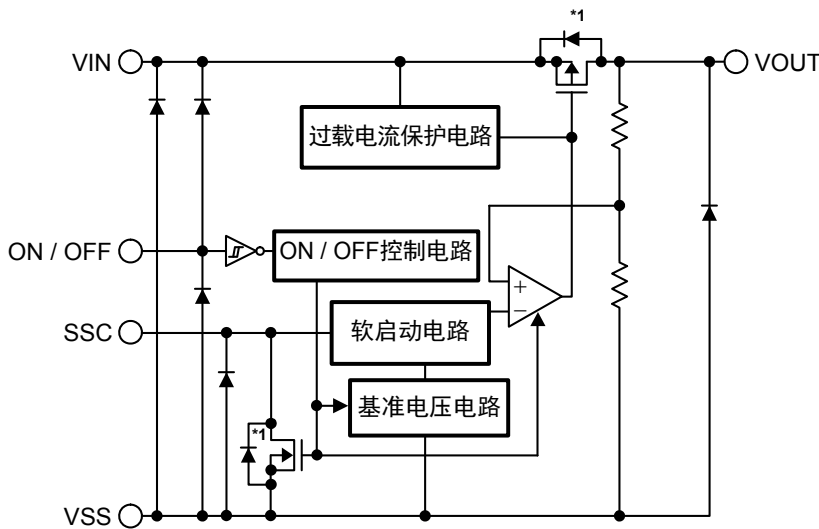 *1
VIN
VOUT
过载电流保护电路
ON / OFF
ON / OFF控制电路
+
−
SSC
软启动电路
基准电压电路
*1
VSS